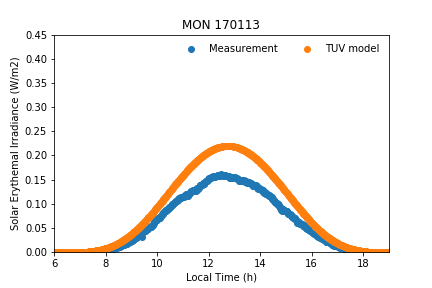 MON 170113
Measurement
TUV model
Solar Erythemal Irradiance (W/m2)
0.45
0.40
0.35
0.30
0.25
0.20
0.15
0.10
0.05
0.00
6 8 10 12 14 16 18
Local Time (h)